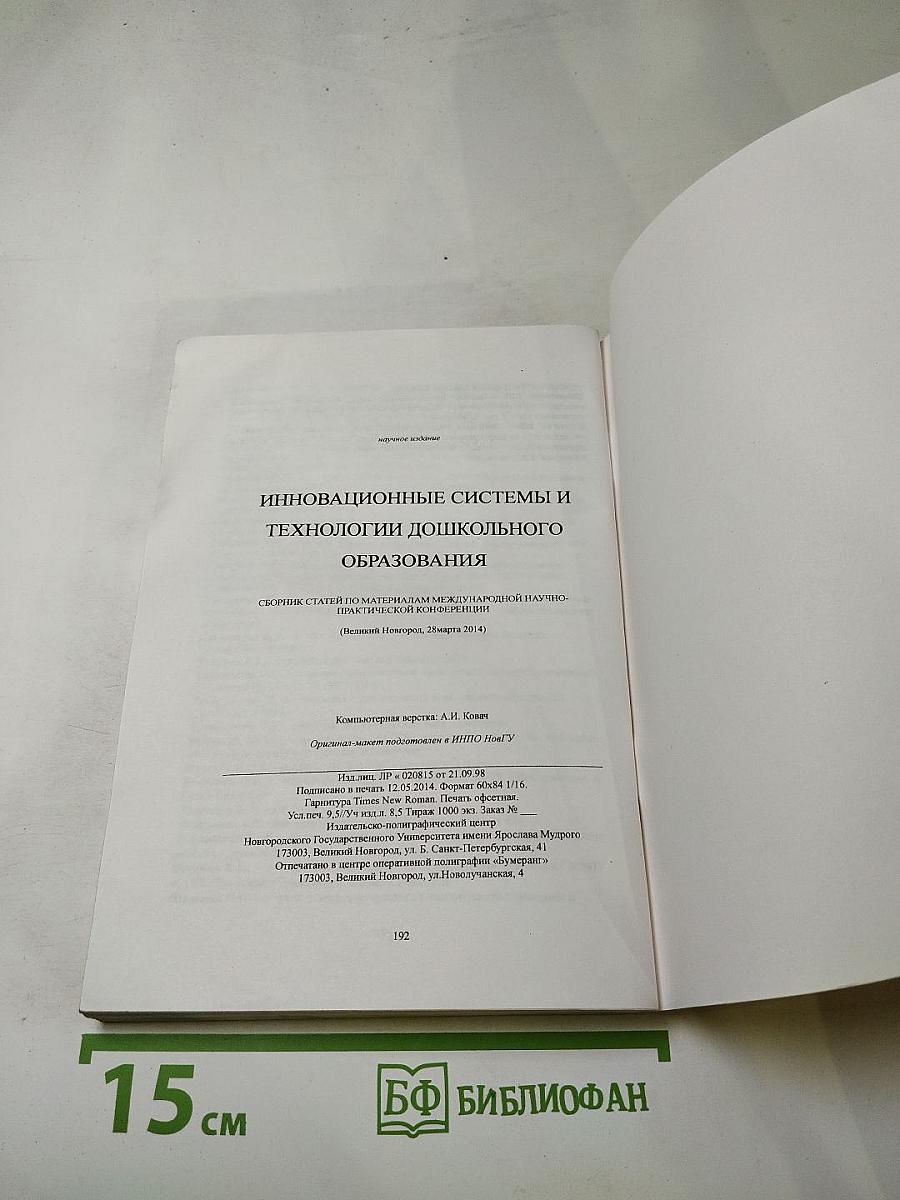 научное издание
ИННОВАЦИОННЫЕ СИСТЕМЫ И
ТЕХНОЛОГИИ ДОШКОЛЬНОГО
ОБРАЗОВАНИЯ
СБОРНИК СТАТЕЙ ПО МАТЕРИАЛАМ МЕЖДУНАРОДНОЙ НАУЧНО-
ПРАКТИЧЕСКОЙ КОНФЕРЕНЦИИ
(Великий Новгород, 28марта 2014)
Компьютерная верстка: А.И. Ковач
Оригинал-макет подготовлен в ИНПО НовГУ
Изд.лиц. ЛР « 020815 от 21.09.98
Подписано в печать 12.05.2014. Формат 60х84 1/16.
Гарнитура Times New Roman. Печать офсетная.
Усл.печ. 9,5//Уч изд.л. 8,5 Тираж 1000 экз. Заказ № ___
Издательско-полиграфический центр
Новгородского Государственного Университета имени Ярослава Мудрого
173003, Великий Новгород, ул. Б. Санкт-Петербургская, 41
Отпечатано в центре оперативной полиграфии «Бумеранг»
173003, Великий Новгород, ул.Новолучанская, 4
192
15 см
БФ БИБЛИОФАН